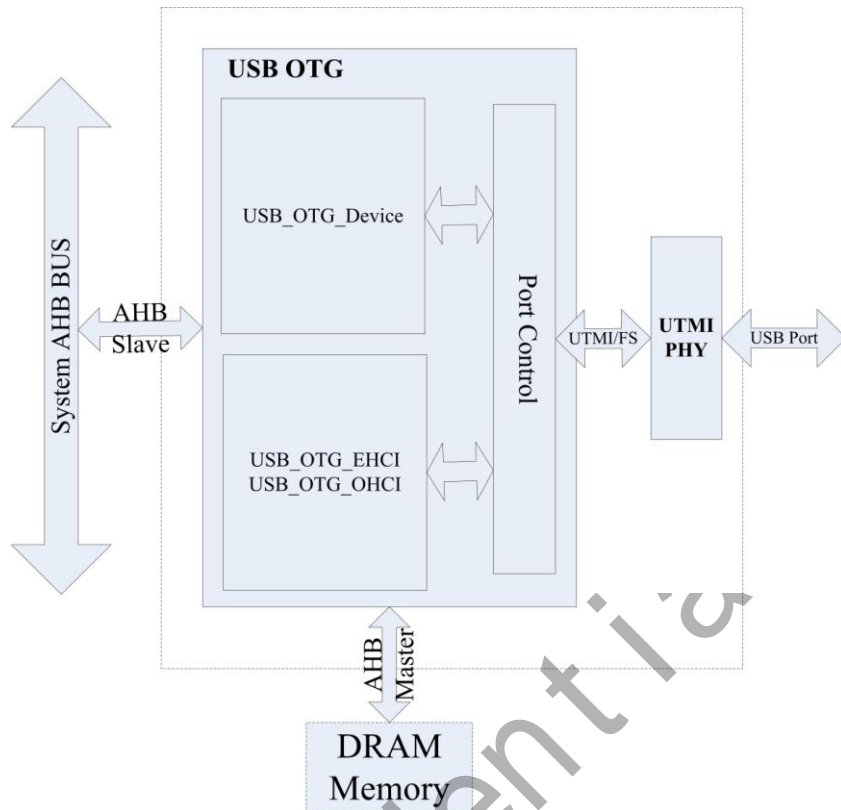 USB OTG
USB_OTG_Device
System AHB BUS
AHB
Slave
Port Control
UTMI/FS
UTMI
PHY
USB Port
USB_OTG_EHCI
USB_OTG_OHCI
AHB
Master
DRAM
Memory